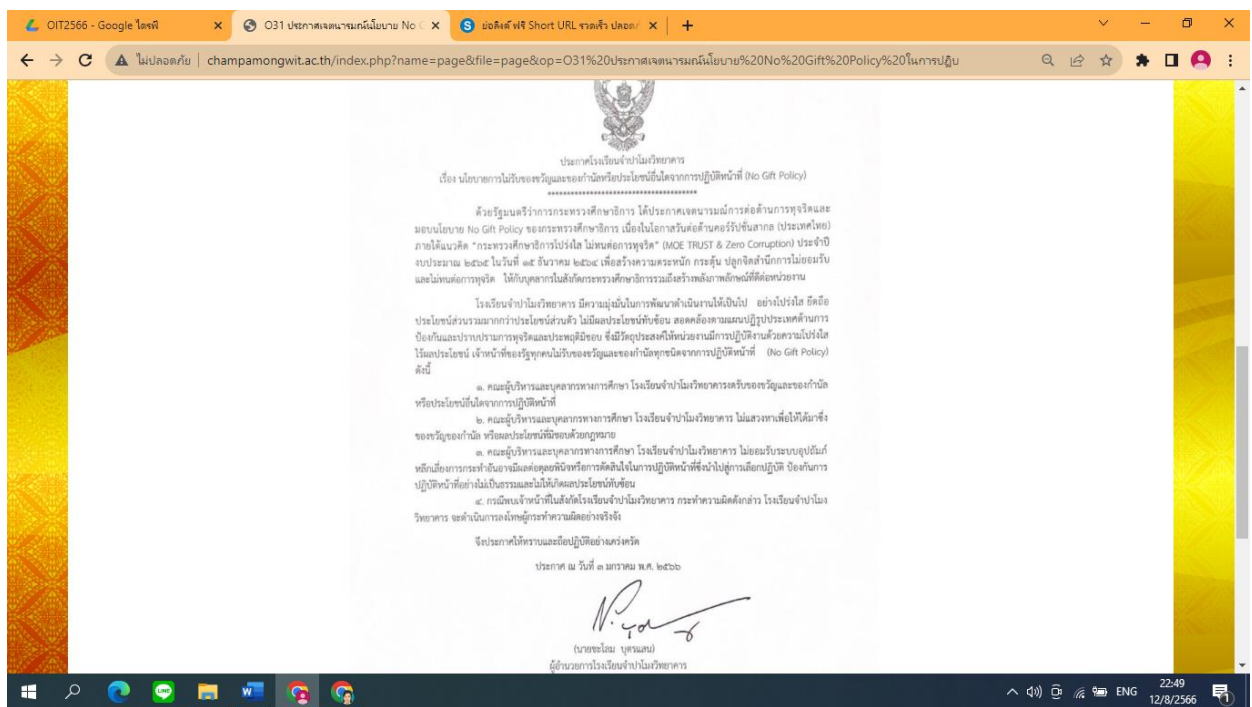 OIT2566 - Google ไดรฟ์
O31 ประกาศเจตนารมณ์นโยบาย No G
ย่อลิงค์ ฟรี Short URL รวดเร็ว ปลอดภ
ไม่ปลอดภัย | champamongwit.ac.th/index.php?name=page&file=page&op=O31%20ประกาศเจตนารมณ์นโยบาย%20No%20Gift%20Policy%20ในการปฏิบ
ประกาศโรงเรียนจำปาโมงวิทยาคาร
เรื่อง นโยบายการไม่รับของขวัญและของกำนัลหรือประโยชน์อื่นใดจากการปฏิบัติหน้าที่ (No Gift Policy)
**************************************
ด้วยรัฐมนตรีว่าการกระทรวงศึกษาธิการ ได้ประกาศเจตนารมณ์การต่อต้านการทุจริตและ
มอบนโยบาย No Gift Policy ของกระทรวงศึกษาธิการ เนื่องในโอกาสวันต่อต้านคอร์รัปชั่นสากล (ประเทศไทย)
ภายใต้แนวคิด "กระทรวงศึกษาธิการโปร่งใส ไม่ทนต่อการทุจริต" (MOE TRUST & Zero Corruption) ประจำปี
งบประมาณ ๒๕๖๕ ในวันที่ ๑๕ ธันวาคม ๒๕๖๔ เพื่อสร้างความตระหนัก กระตุ้น ปลูกจิตสำนึกการไม่ยอมรับ
และไม่ทนต่อการทุจริต ให้กับบุคลากรในสังกัดกระทรวงศึกษาธิการรวมถึงสร้างพลังภาพลักษณ์ที่ดีต่อหน่วยงาน
โรงเรียนจำปาโมงวิทยาคาร มีความมุ่งมั่นในการพัฒนาดำเนินงานให้เป็นไป อย่างโปร่งใส ยึดถือ
ประโยชน์ส่วนรวมมากกว่าประโยชน์ส่วนตัว ไม่มีผลประโยชน์ทับซ้อน สอดคล้องตามแผนปฏิรูปประเทศด้านการ
ป้องกันและปราบปรามการทุจริตและประพฤติมิชอบ ซึ่งมีวัตถุประสงค์ให้หน่วยงานมีการปฏิบัติงานด้วยความโปร่งใส
ไร้ผลประโยชน์ เจ้าหน้าที่ของรัฐทุกคนไม่รับของขวัญและของกำนัลทุกชนิดจากการปฏิบัติหน้าที่ (No Gift Policy)
ดังนี้
๑. คณะผู้บริหารและบุคลากรทางการศึกษา โรงเรียนจำปาโมงวิทยาคารงดรับของขวัญและของกำนัล
หรือประโยชน์อื่นใดจากการปฏิบัติหน้าที่
๒. คณะผู้บริหารและบุคลากรทางการศึกษา โรงเรียนจำปาโมงวิทยาคาร ไม่แสวงหาเพื่อให้ได้มาซึ่ง
ของขวัญของกำนัล หรือผลประโยชน์ที่มิชอบด้วยกฎหมาย
๓. คณะผู้บริหารและบุคลากรทางการศึกษา โรงเรียนจำปาโมงวิทยาคาร ไม่ยอมรับระบบอุปถัมภ์
หลีกเลี่ยงการกระทำอันอาจมีผลต่อดุลยพินิจหรือการตัดสินใจในการปฏิบัติหน้าที่ซึ่งนำไปสู่การเลือกปฏิบัติ ป้องกันการ
ปฏิบัติหน้าที่อย่างไม่เป็นธรรมและไม่ให้เกิดผลประโยชน์ทับซ้อน
๔. กรณีพบเจ้าหน้าที่ในสังกัดโรงเรียนจำปาโมงวิทยาคาร กระทำความผิดดังกล่าว โรงเรียนจำปาโมง
วิทยาคาร จะดำเนินการลงโทษผู้กระทำความผิดอย่างจริงจัง
จึงประกาศให้ทราบและถือปฏิบัติอย่างเคร่งครัด
ประกาศ ณ วันที่ ๓ มกราคม พ.ศ. ๒๕๖๖
(นายชะโลม บุตรแสน)
ผู้อำนวยการโรงเรียนจำปาโมงวิทยาคาร
ENG
22:49
12/8/2566